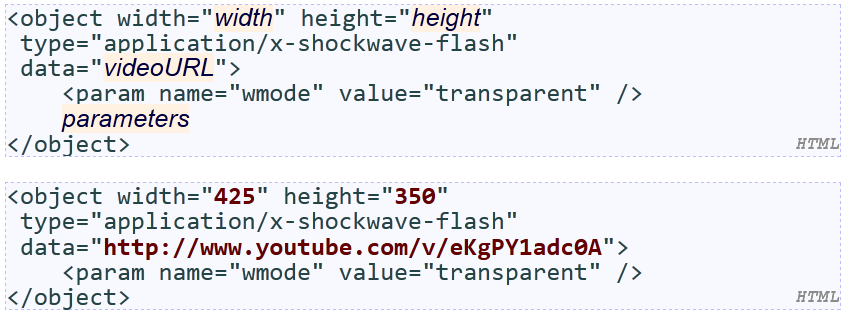 <object width="width" height="height"
type="application/x-shockwave-flash"
data="videoURL">
<param name="wmode" value="transparent" />
parameters
</object>
HTML
<object width="425" height="350"
type="application/x-shockwave-flash"
data="http://www.youtube.com/v/eKgPY1adc0A">
<param name="wmode" value="transparent" />
</object>
HTML